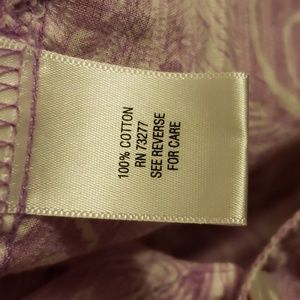 100% COTTON
RN 73277
SEE REVERSE
FOR CARE